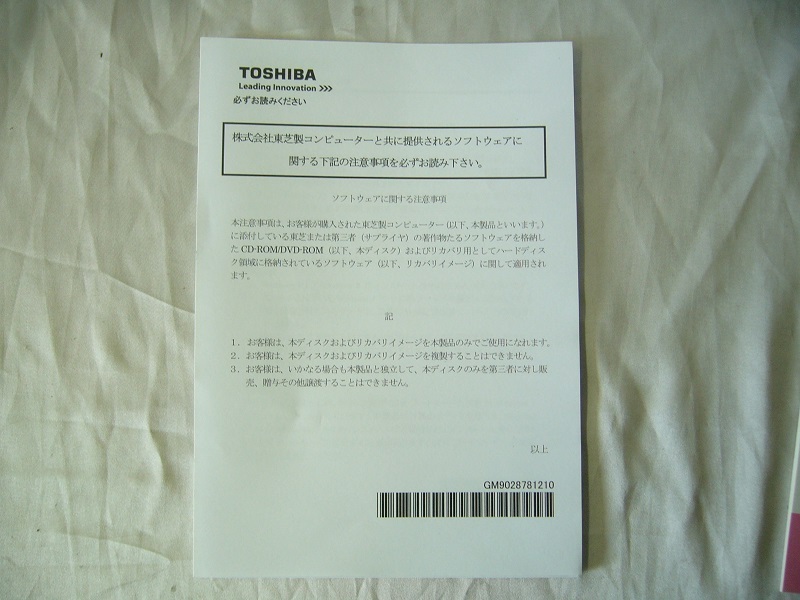 TOSHIBA
Leading Innovation >>>
必ずお読みください
株式会社東芝製コンピューターと共に提供されるソフトウェアに
関する下記の注意事項を必ずお読み下さい。
ソフトウェアに関する注意事項
本注意事項は、お客様が購入された東芝製コンピューター(以下、本製品といいます。)
に添付している東芝または第三者(サプライヤ)の著作物たるソフトウェアを格納し
た CD-ROM/DVD-ROM(以下、本ディスク)およびリカバリ用としてハードディス
ク領域に格納されているソフトウェア(以下、リカバリイメージ)に関して適用され
ます。
記
1. お客様は、本ディスクおよびリカバリイメージを本製品のみでご使用になれます。
2. お客様は、本ディスクおよびリカバリイメージを複製することはできません。
3. お客様は、いかなる場合も本製品と独立して、本ディスクのみを第三者に対し販
売、贈与その他譲渡することはできません。
以上
GM9028781210